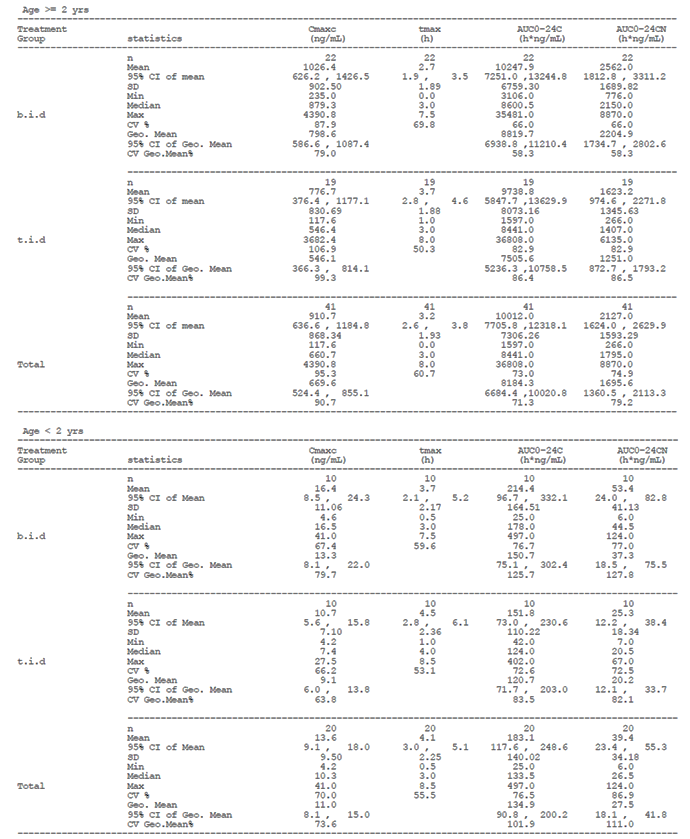 Age >= 2 yrs
Treatment Cmaxc tmax AUC0-24C AUC0-24CN
Group statistics (ng/mL) (h) (h*ng/mL) (h*ng/mL)
n 22 22 22 22
Mean 1026.4 2.7 10247.9 2562.0
95% CI of mean 626.2 , 1426.5 1.9 , 3.5 7251.0 ,13244.8 1812.8 , 3311.2
SD 902.50 1.89 6759.30 1689.82
Min 235.0 0.0 3106.0 776.0
Median 879.3 3.0 8600.5 2150.0
b.i.d Max 4390.8 7.5 35481.0 8870.0
CV % 87.9 69.8 66.0 66.0
Geo. Mean 798.6 8819.7 2204.9
95% CI of Geo. Mean 586.6 , 1087.4 6938.8 ,11210.4 1734.7 , 2802.6
CV Geo.Mean% 79.0 58.3 58.3
n 19 19 19 19
Mean 776.7 3.7 9738.8 1623.2
95% CI of mean 376.4 , 1177.1 2.8 , 4.6 5847.7 ,13629.9 974.6 , 2271.8
SD 830.69 1.88 8073.16 1345.63
Min 117.6 1.0 1597.0 266.0
Median 546.4 3.0 8441.0 1407.0
t.i.d Max 3682.4 8.0 36808.0 6135.0
CV % 106.9 50.3 82.9 82.9
Geo. Mean 546.1 7505.6 1251.0
95% CI of Geo. Mean 366.3 , 814.1 5236.3 ,10758.5 872.7 , 1793.2
CV Geo.Mean% 99.3 86.4 86.5
n 41 41 41 41
Mean 910.7 3.2 10012.0 2127.0
95% CI of mean 636.6 , 1184.8 2.6 , 3.8 7705.8 ,12318.1 1624.0 , 2629.9
SD 868.34 1.93 7306.26 1593.29
Min 117.6 0.0 1597.0 266.0
Median 660.7 3.0 8441.0 1795.0
Total Max 4390.8 8.0 36808.0 8870.0
CV % 95.3 60.7 73.0 74.9
Geo. Mean 669.6 8184.3 1695.6
95% CI of Geo. Mean 524.4 , 855.1 6684.4 ,10020.8 1360.5 , 2113.3
CV Geo.Mean% 90.7 71.3 79.2
Age < 2 yrs
Treatment Cmaxc tmax AUC0-24C AUC0-24CN
Group statistics (ng/mL) (h) (h*ng/mL) (h*ng/mL)
n 10 10 10 10
Mean 16.4 3.7 214.4 53.4
95% CI of Mean 8.5 , 24.3 2.1 , 5.2 96.7 , 332.1 24.0 , 82.8
SD 11.06 2.17 164.51 41.13
Min 4.6 0.5 25.0 6.0
Median 16.5 3.0 178.0 44.5
b.i.d Max 41.0 7.5 497.0 124.0
CV % 67.4 59.6 76.7 77.0
Geo. Mean 13.3 150.7 37.3
95% CI of Geo. Mean 8.1 , 22.0 75.1 , 302.4 18.5 , 75.5
CV Geo.Mean% 79.7 125.7 127.8
n 10 10 10 10
Mean 10.7 4.5 151.8 25.3
95% CI of Mean 5.6 , 15.8 2.8 , 6.1 73.0 , 230.6 12.2 , 38.4
SD 7.10 2.36 110.22 18.34
Min 4.2 1.0 42.0 7.0
Median 7.4 4.0 124.0 20.5
t.i.d Max 27.5 8.5 402.0 67.0
CV % 66.2 53.1 72.6 72.5
Geo. Mean 9.1 120.7 20.2
95% CI of Geo. Mean 6.0 , 13.8 71.7 , 203.0 12.1 , 33.7
CV Geo.Mean% 63.8 83.5 82.1
n 20 20 20 20
Mean 13.6 4.1 183.1 39.4
95% CI of Mean 9.1 , 18.0 3.0 , 5.1 117.6 , 248.6 23.4 , 55.3
SD 9.50 2.25 140.02 34.18
Min 4.2 0.5 25.0 6.0
Median 10.3 3.0 133.5 26.5
Total Max 41.0 8.5 497.0 124.0
CV % 70.0 55.5 76.5 86.9
Geo. Mean 11.0 134.9 27.5
95% CI of Geo. Mean 8.1 , 15.0 90.8 , 200.2 18.1 , 41.8
CV Geo.Mean% 73.6 101.9 111.0